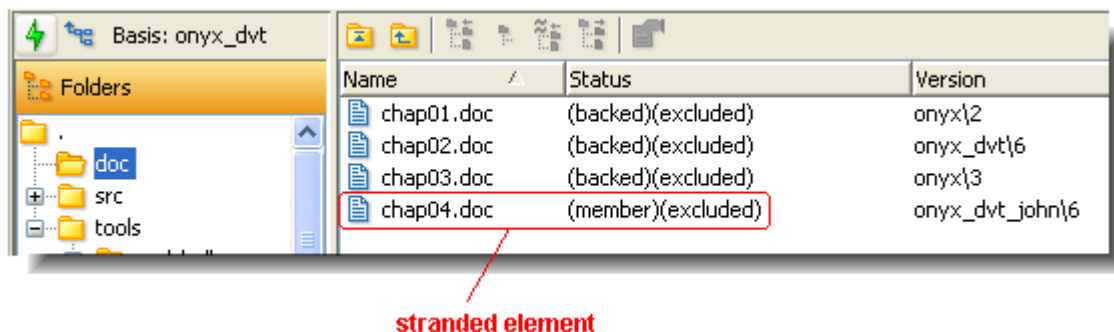 Basis: onyx_dvt
Folders
.
doc
src
tools
Name Status Version
chap01.doc (backed)(excluded) onyx\2
chap02.doc (backed)(excluded) onyx_dvt\6
chap03.doc (backed)(excluded) onyx\3
chap04.doc (member)(excluded) onyx_dvt_john\6
stranded element